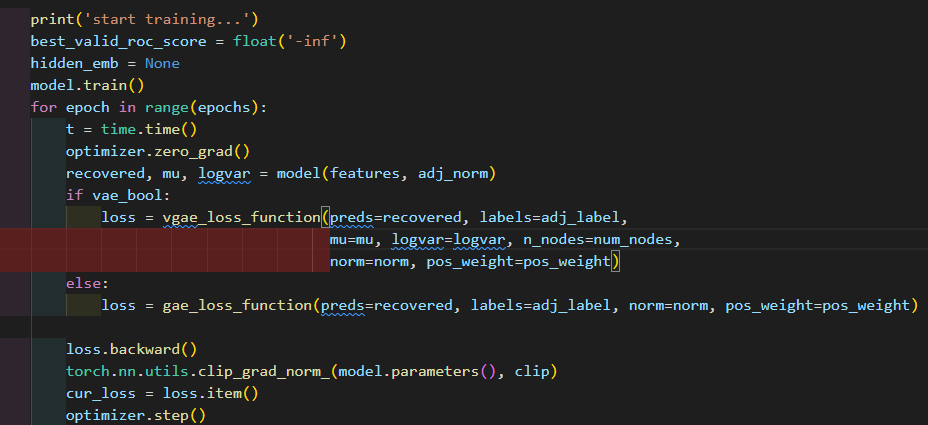 print('start training...')
best_valid_roc_score = float('-inf')
hidden_emb = None
model.train()
for epoch in range(epochs):
    t = time.time()
    optimizer.zero_grad()
    recovered, mu, logvar = model(features, adj_norm)
    if vae_bool:
        loss = vgae_loss_function(preds=recovered, labels=adj_label,
                                  mu=mu, logvar=logvar, n_nodes=num_nodes,
                                  norm=norm, pos_weight=pos_weight)
    else:
        loss = gae_loss_function(preds=recovered, labels=adj_label, norm=norm, pos_weight=pos_weight)

    loss.backward()
    torch.nn.utils.clip_grad_norm_(model.parameters(), clip)
    cur_loss = loss.item()
    optimizer.step()